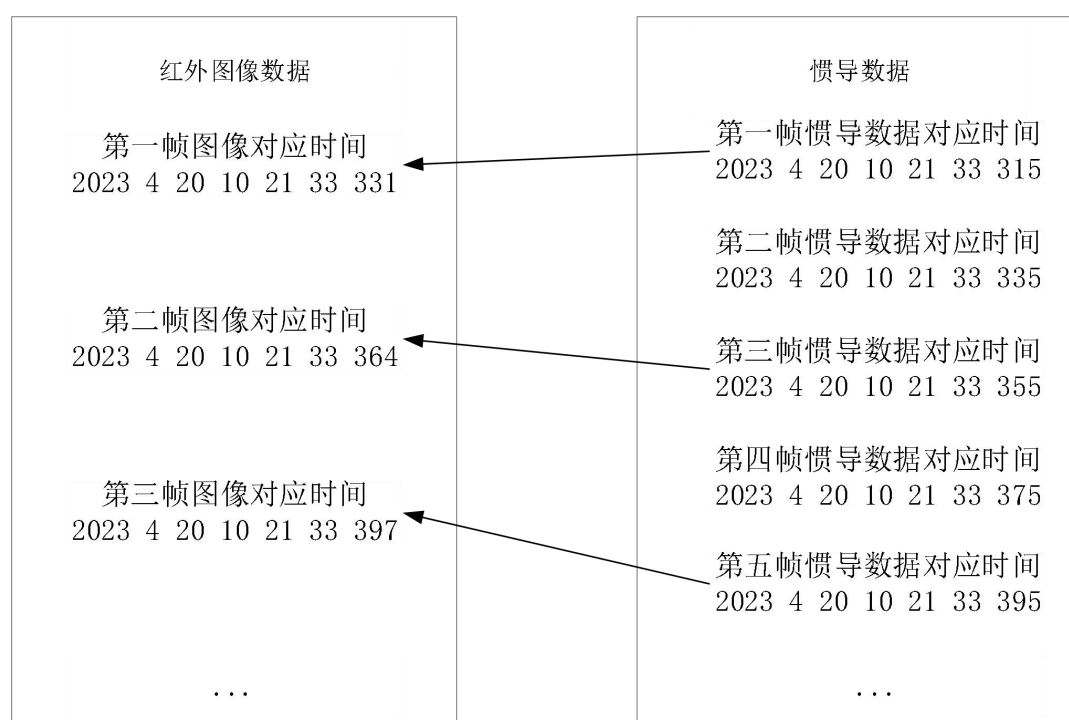 红外图像数据
第一帧图像对应时间
2023 4 20 10 21 33 331
第二帧图像对应时间
2023 4 20 10 21 33 364
第三帧图像对应时间
2023 4 20 10 21 33 397
...
惯导数据
第一帧惯导数据对应时间
2023 4 20 10 21 33 315
第二帧惯导数据对应时间
2023 4 20 10 21 33 335
第三帧惯导数据对应时间
2023 4 20 10 21 33 355
第四帧惯导数据对应时间
2023 4 20 10 21 33 375
第五帧惯导数据对应时间
2023 4 20 10 21 33 395
...